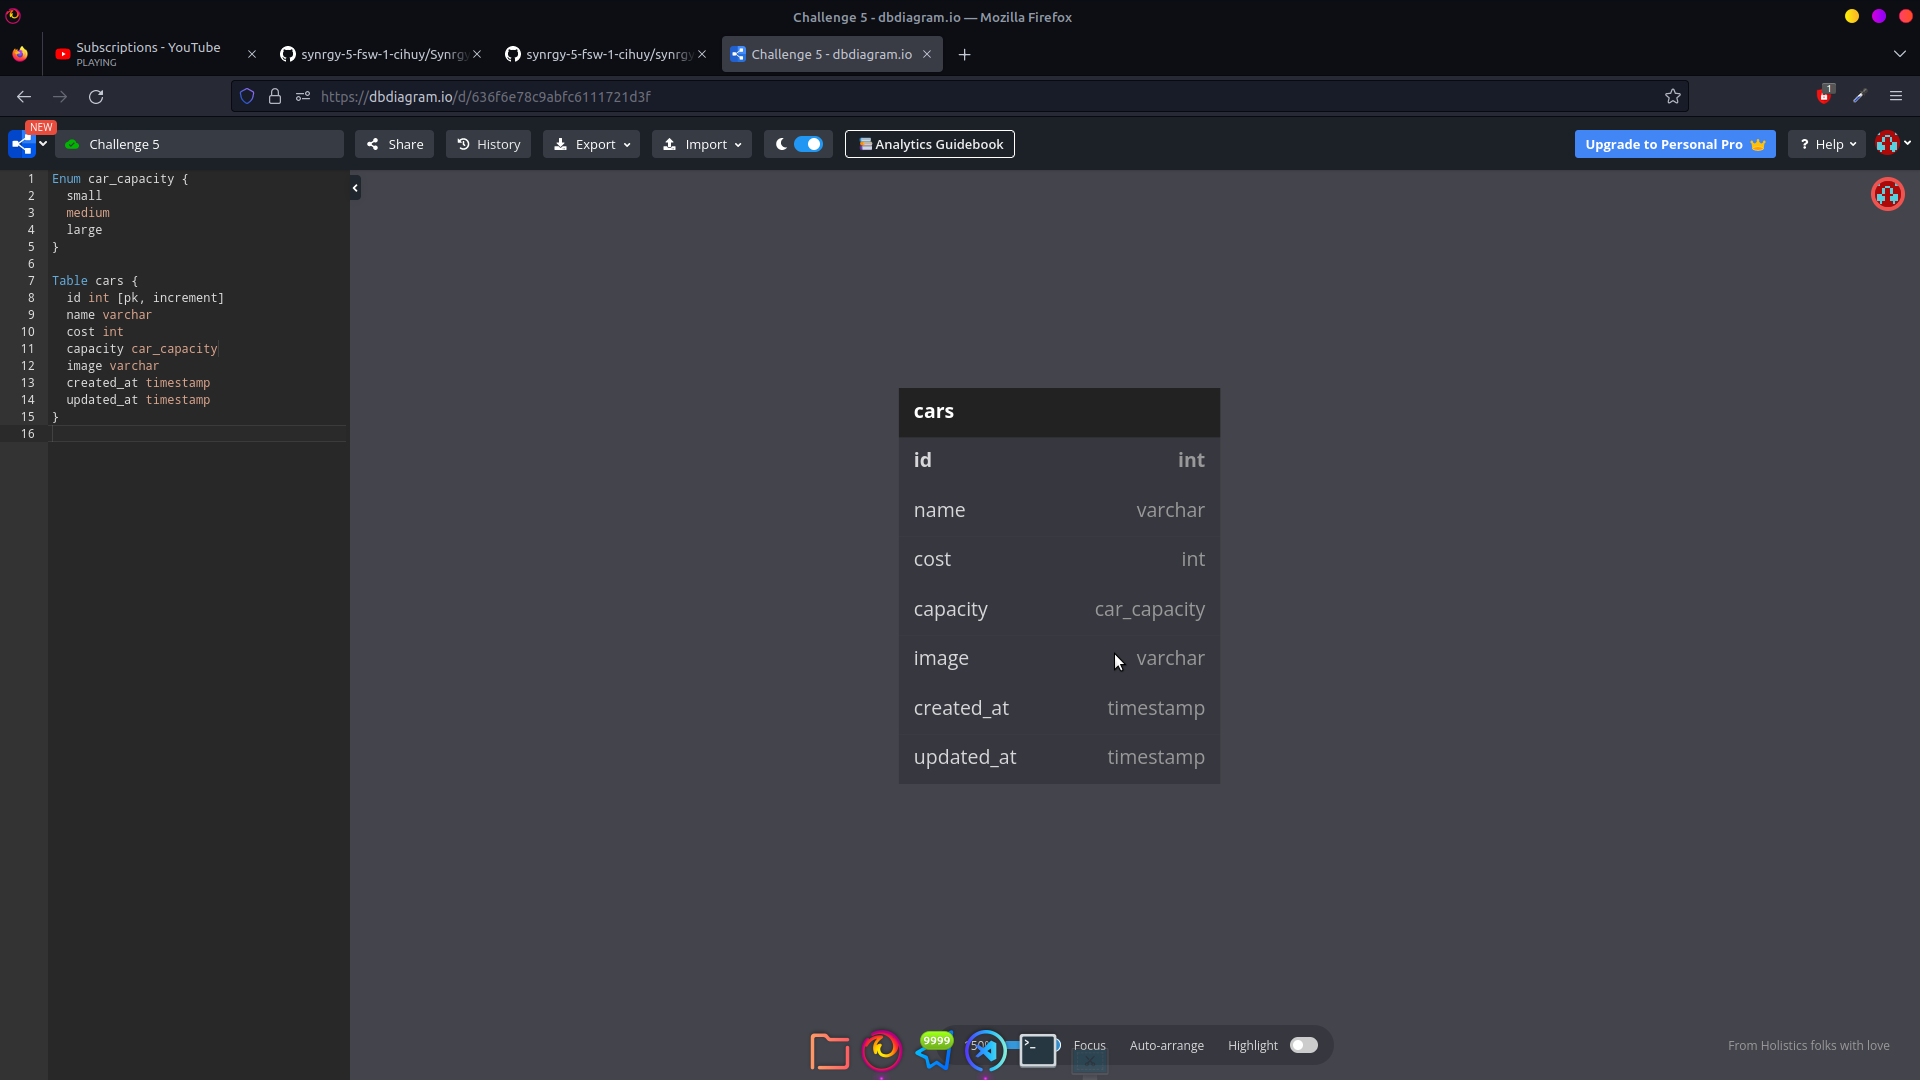 Challenge 5 - dbdiagram.io — Mozilla Firefox
Subscriptions - YouTube
PLAYING
synrgy-5-fsw-1-cihuy/Synrgy
synrgy-5-fsw-1-cihuy/synrgy
Challenge 5 - dbdiagram.io
https://dbdiagram.io/d/636f6e78c9abfc6111721d3f
1
NEW
Challenge 5
Share
History
Export
Import
Analytics Guidebook
Upgrade to Personal Pro
? Help
1 Enum car_capacity {
2 small
3 medium
4 large
5 }
6
7 Table cars {
8 id int [pk, increment]
9 name varchar
10 cost int
11 capacity car_capacity
12 image varchar
13 created_at timestamp
14 updated_at timestamp
15 }
16
cars
id int
name varchar
cost int
capacity car_capacity
image varchar
created_at timestamp
updated_at timestamp
9999
Focus
Auto-arrange
Highlight
From Holistics folks with love